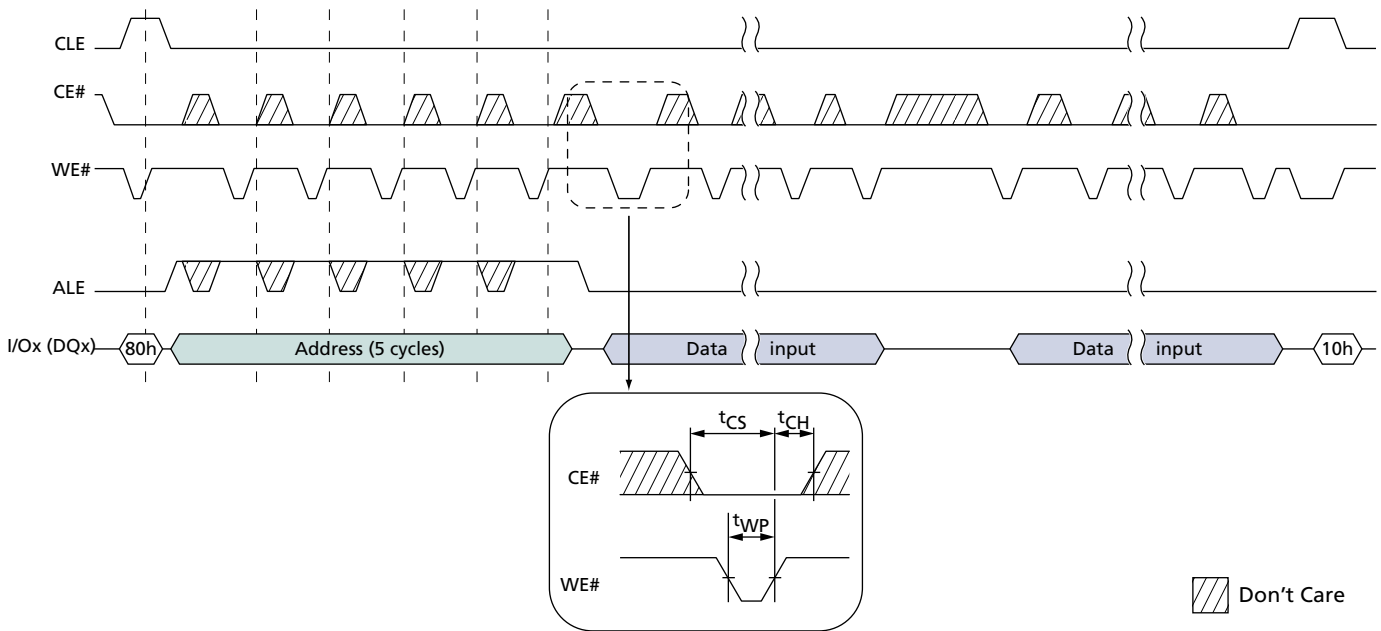 CLE
CE#
WE#
ALE
I/Ox (DQx) 80h Address (5 cycles) Data input Data input 10h
tCS tCH
CE#
tWP
WE#
Don't Care